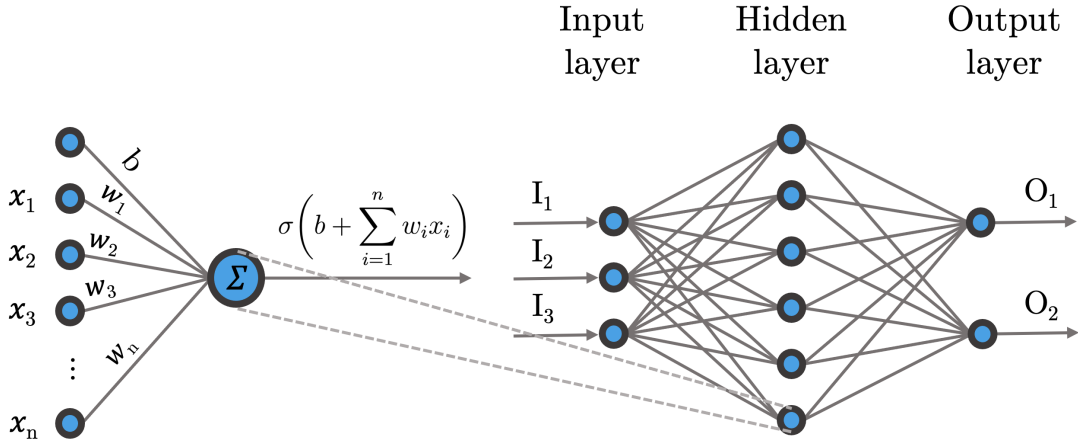 Input layer
Hidden layer
Output layer
b
x₁
w₁
x₂
w₂
x₃
w₃
⋮
wₙ
xₙ
Σ
σ(b + ∑ᵢ₌₁ⁿ wᵢxᵢ)
I₁
I₂
I₃
O₁
O₂